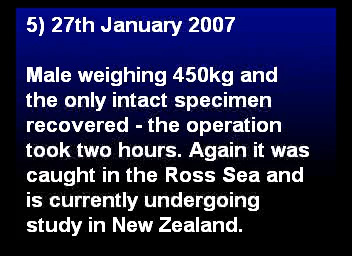 5) 27th January 2007
Male weighing 450kg and
the only intact specimen
recovered - the operation
took two hours. Again it was
caught in the Ross Sea and
is currently undergoing
study in New Zealand.